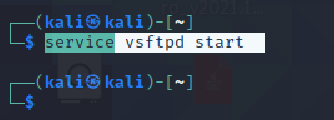 ┌──(kali㉿kali)-[~]
└─$ service vsftpd start
┌──(kali㉿kali)-[~]
└─$